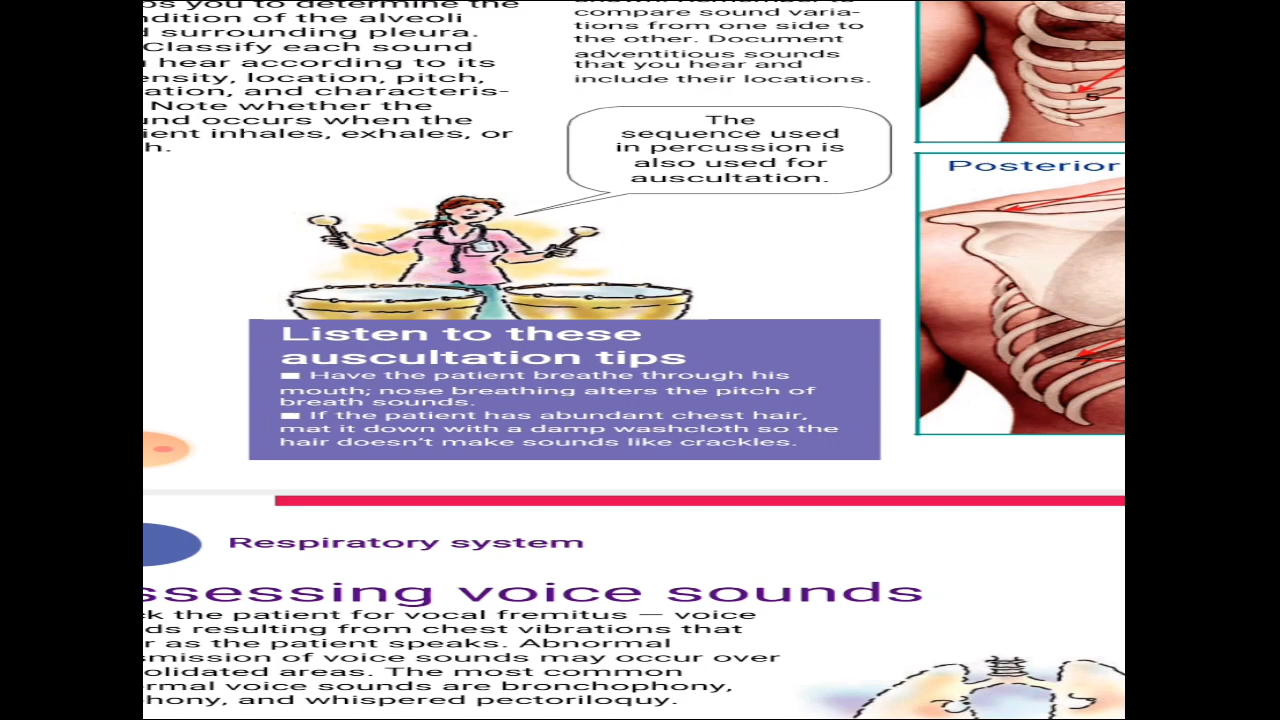 you to determine the
ndition of the alveoli
surrounding pleura.
Classify each sound
hear according to its
ensity, location, pitch,
ation, and characteris-
Note whether the
und occurs when the
ient inhales, exhales, or
h.
compare sound varia-
tions from one side to
the other. Document
adventitious sounds
that you hear and
include their locations.
The
sequence used
in percussion is
also used for
auscultation.
5
Posterior
7
Listen to these
auscultation tips
■ Have the patient breathe through his
mouth; nose breathing alters the pitch of
breath sounds.
■ If the patient has abundant chest hair,
mat it down with a damp washcloth so the
hair doesn't make sounds like crackles.
Respiratory system
ssessing voice sounds
ck the patient for vocal fremitus — voice
ds resulting from chest vibrations that
r as the patient speaks. Abnormal
smission of voice sounds may occur over
olidated areas. The most common
rmal voice sounds are bronchophony,
hony, and whispered pectoriloquy.